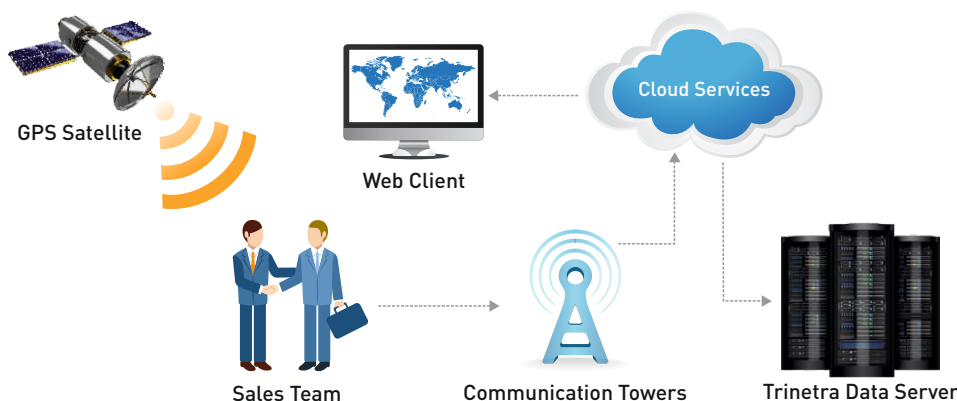 GPS Satellite
Web Client
Cloud Services
Sales Team
Communication Towers
Trinetra Data Server